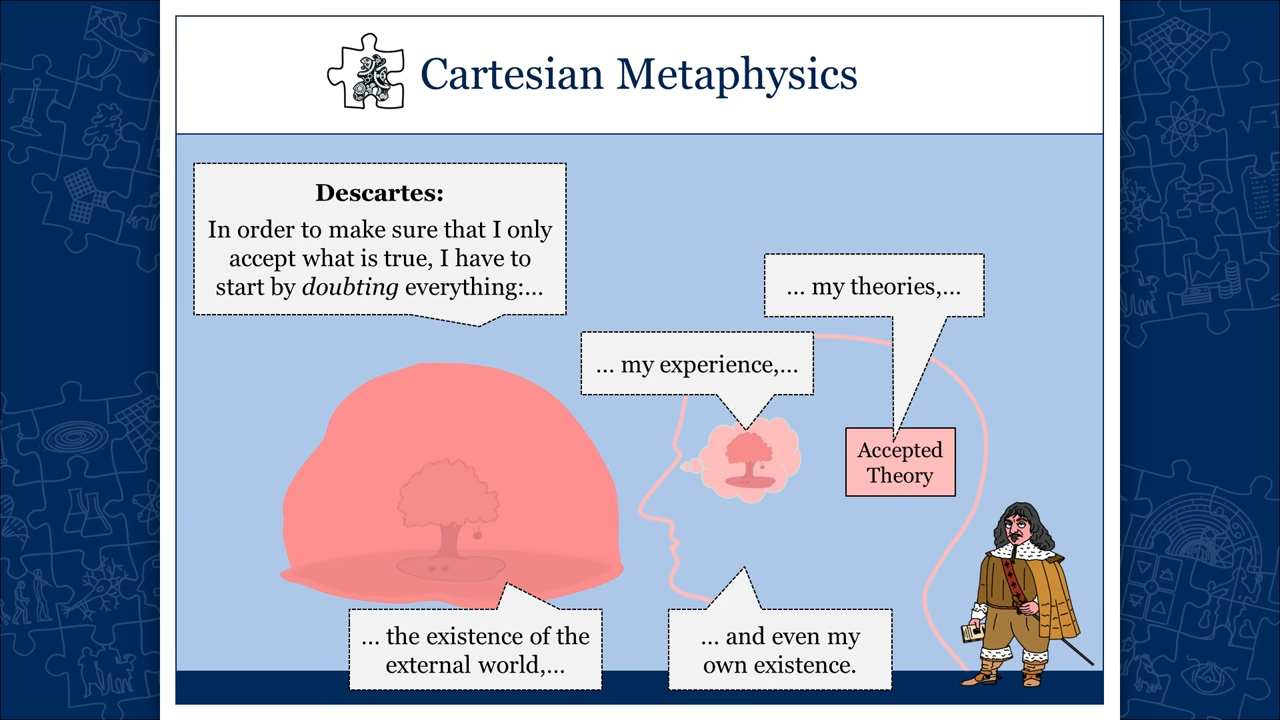 Cartesian Metaphysics
Descartes:
In order to make sure that I only
accept what is true, I have to
start by doubting everything:...
... the existence of the
external world,...
... my experience,...
... my theories,...
Accepted
Theory
... and even my
own existence.